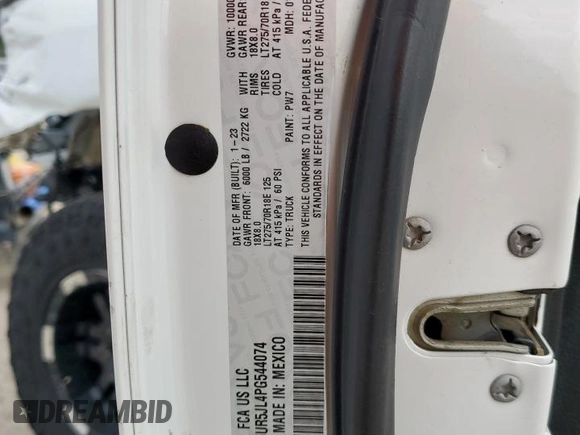 FCA US LLC
DATE OF MFR (BUILT): 1-23
GVWR: 1000
GAWR FRONT: 6000 LB / 2722 KG
WITH
GAWR REAR
18X8.0
RIMS
18X8.0
LT275/70R18E 125
TIRES
LT275/70R18
AT 415 kPa / 60 PSI
COLD
AT 415 kPa /
TYPE: TRUCK
PAINT: PW7
MDH: 01
THIS VEHICLE CONFORMS TO ALL APPLICABLE U.S.A. FEDE
STANDARDS IN EFFECT ON THE DATE OF MANUFAC
UR5JL4PG544074
MADE IN: MEXICO
RASMBID